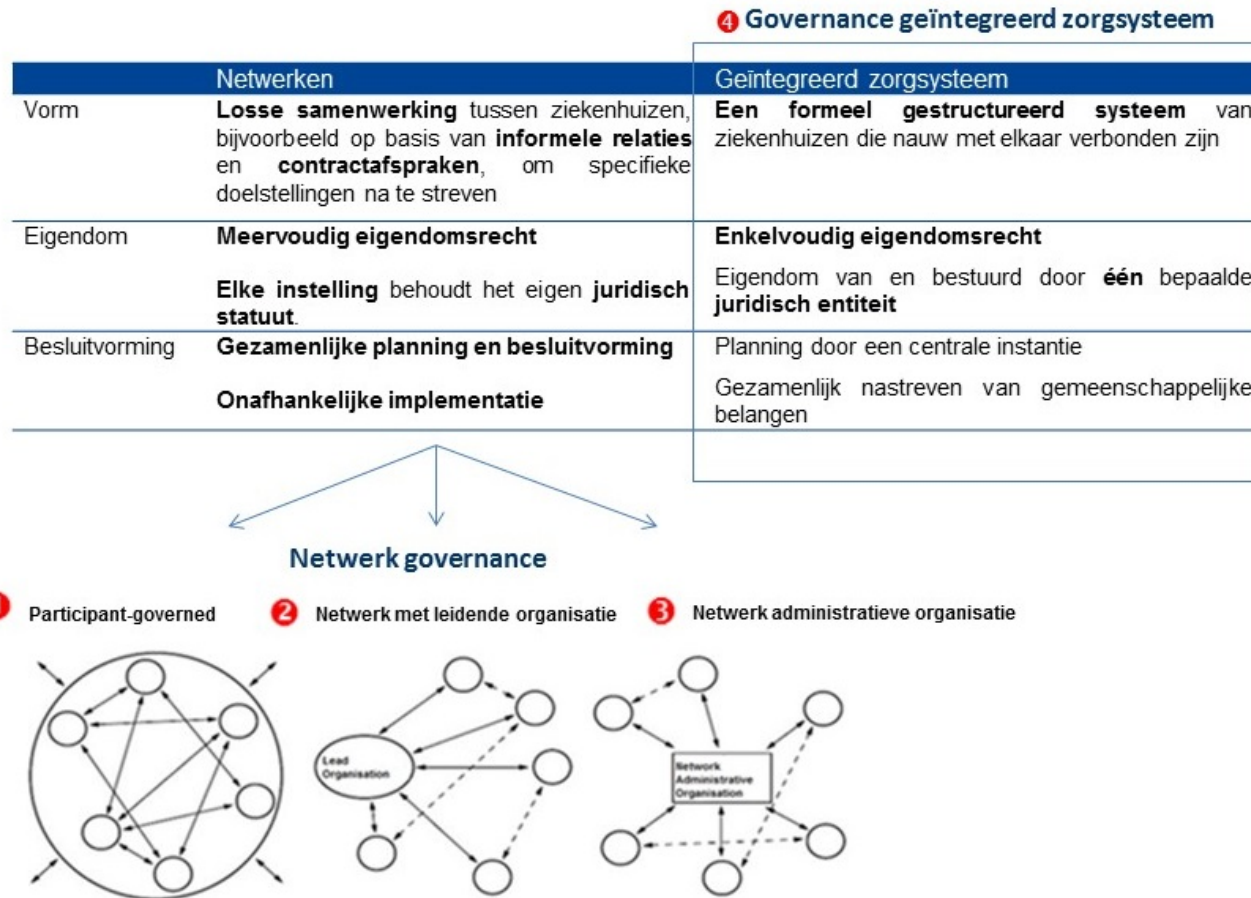 4 Governance geïntegreerd zorgsysteem
Netwerken
Geïntegreerd zorgsysteem
Vorm
Losse samenwerking tussen ziekenhuizen,
bijvoorbeeld op basis van informele relaties
en contractafspraken, om specifieke
doelstellingen na te streven
Een formeel gestructureerd systeem van
ziekenhuizen die nauw met elkaar verbonden zijn
Eigendom
Meervoudig eigendomsrecht
Elke instelling behoudt het eigen juridisch
statuut.
Enkelvoudig eigendomsrecht
Eigendom van en bestuurd door één bepaalde
juridisch entiteit
Besluitvorming
Gezamenlijke planning en besluitvorming
Onafhankelijke implementatie
Planning door een centrale instantie
Gezamenlijk nastreven van gemeenschappelijke
belangen
Netwerk governance
1 Participant-governed
2 Netwerk met leidende organisatie
3 Netwerk administratieve organisatie
Lead
Organisation
Network
Administrative
Organisation